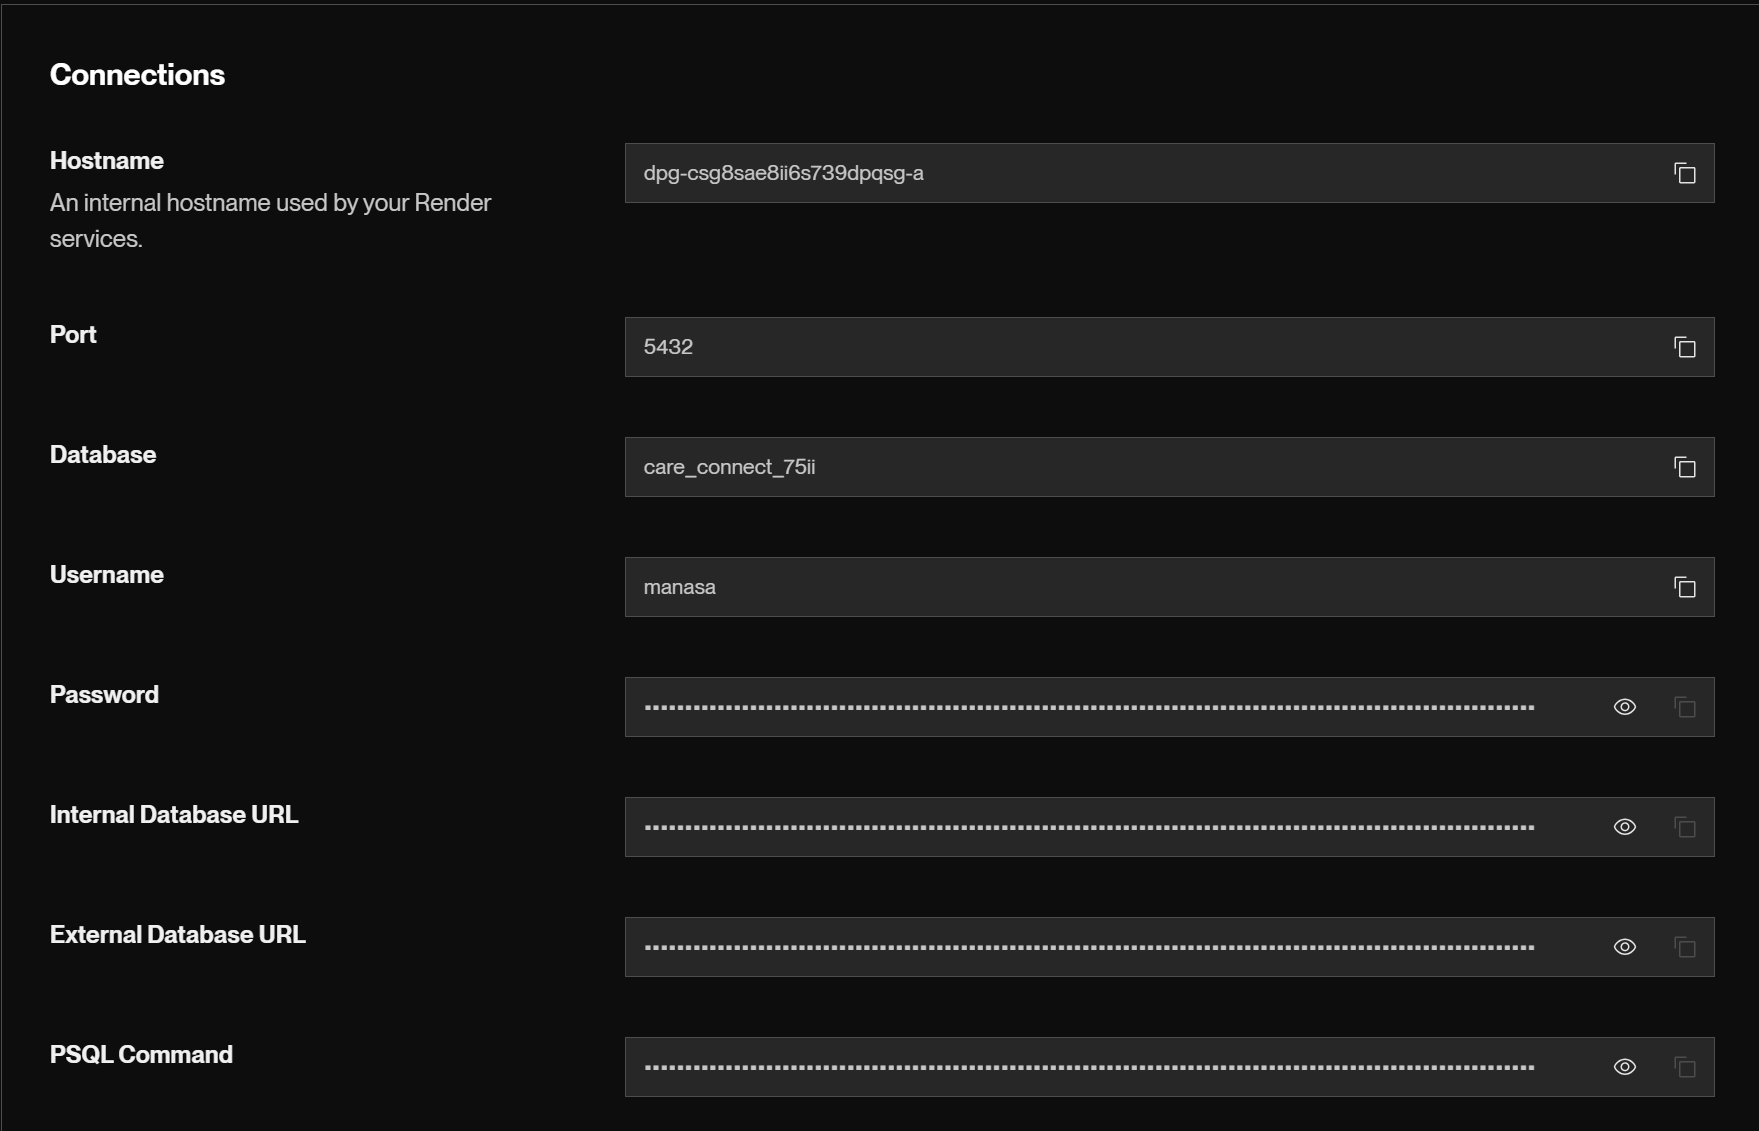 Connections
Hostname
An internal hostname used by your Render
services.
dpg-csg8sae8ii6s739dpqsg-a
Port
5432
Database
care_connect_75ii
Username
manasa
Password
Internal Database URL
External Database URL
PSQL Command